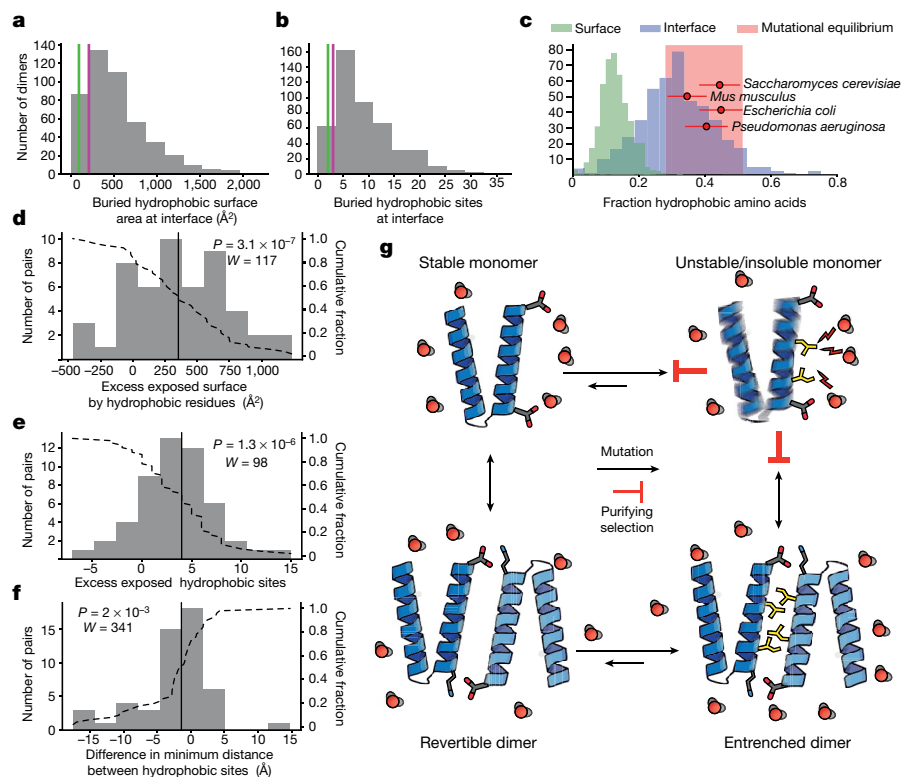 a
140
120
100
80
60
40
20
0
Number of dimers
0
500
1,000
1,500
2,000
Buried hydrophobic surface
area at interface (Å²)
b
160
140
120
100
80
60
40
20
0
0
5
10
15
20
25
30
35
Buried hydrophobic sites
at interface
c
Surface
Interface
Mutational equilibrium
80
70
60
50
40
30
20
10
Saccharomyces cerevisiae
Mus musculus
Escherichia coli
Pseudomonas aeruginosa
0
0.2
0.4
0.6
0.8
Fraction hydrophobic amino acids
d
10
8
6
4
2
Number of pairs
P = 3.1 × 10⁻⁷
W = 117
1.0
0.8
0.6
0.4
0.2
0
Cumulative fraction
−500
−250
0
250
500
750
1,000
Excess exposed surface
by hydrophobic residues (Å²)
e
12
10
8
6
4
2
Number of pairs
P = 1.3 × 10⁻⁶
W = 98
1.0
0.8
0.6
0.4
0.2
0
Cumulative fraction
−5
0
5
10
15
Excess exposed hydrophobic sites
f
15
10
5
0
Number of pairs
P = 2 × 10⁻³
W = 341
1.0
0.8
0.6
0.4
0.2
0
Cumulative fraction
−15
−10
−5
0
5
10
15
Difference in minimum distance
between hydrophobic sites (Å)
g
Stable monomer
Unstable/insoluble monomer
Mutation
Purifying
selection
Revertible dimer
Entrenched dimer